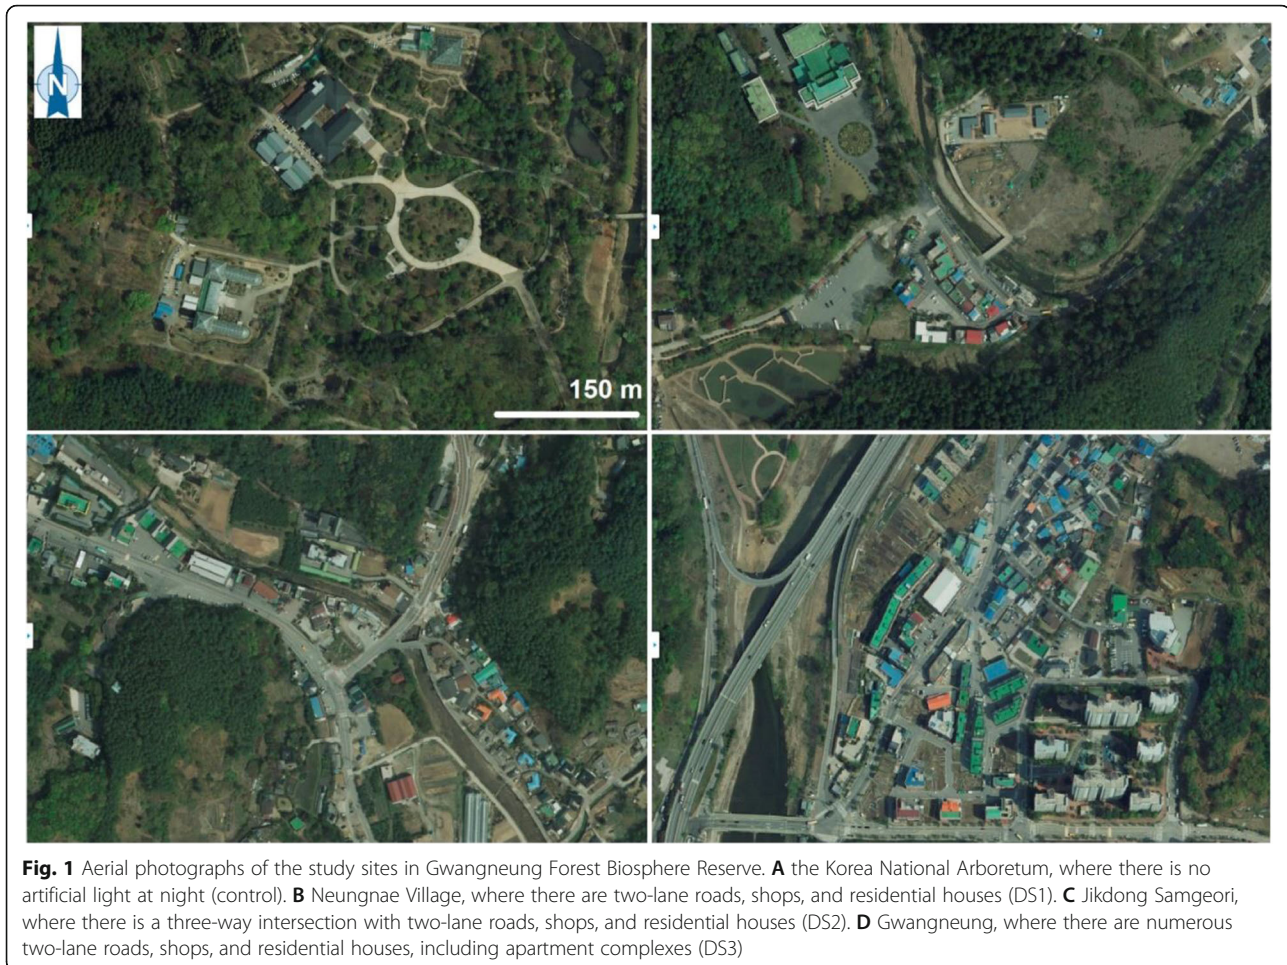 N
150 m
Fig. 1 Aerial photographs of the study sites in Gwangneung Forest Biosphere Reserve. A the Korea National Arboretum, where there is no
artificial light at night (control). B Neungnae Village, where there are two-lane roads, shops, and residential houses (DS1). C Jikdong Samgeori,
where there is a three-way intersection with two-lane roads, shops, and residential houses (DS2). D Gwangneung, where there are numerous
two-lane roads, shops, and residential houses, including apartment complexes (DS3)